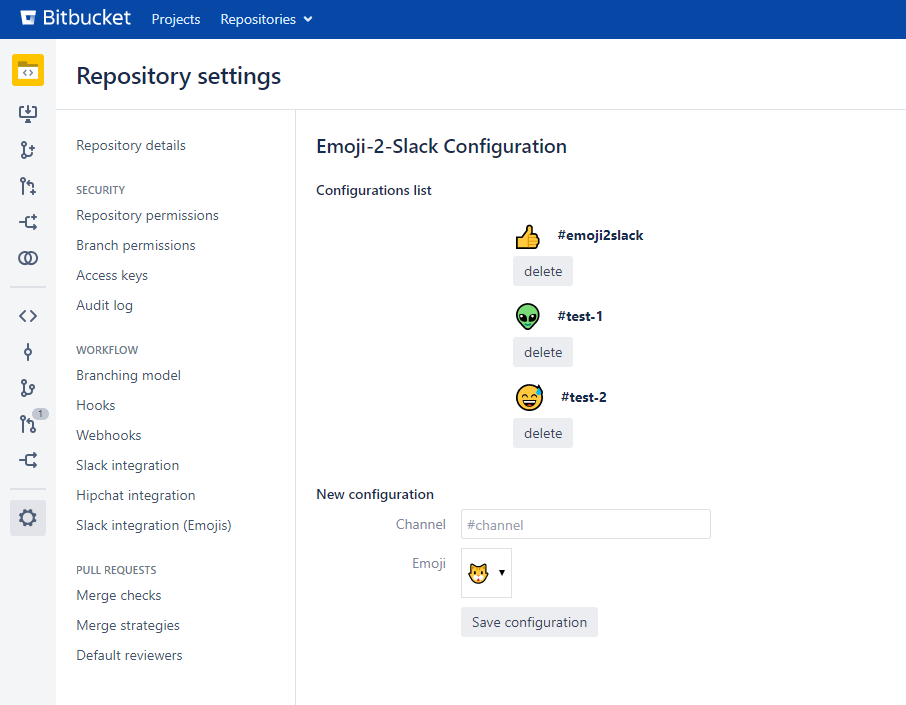 Bitbucket Projects Repositories
Repository settings
Repository details
SECURITY
Repository permissions
Branch permissions
Access keys
Audit log
WORKFLOW
Branching model
Hooks
Webhooks
Slack integration
Hipchat integration
Slack integration (Emojis)
PULL REQUESTS
Merge checks
Merge strategies
Default reviewers
1
Emoji-2-Slack Configuration
Configurations list
#emoji2slack
delete
#test-1
delete
#test-2
delete
New configuration
Channel #channel
Emoji
Save configuration